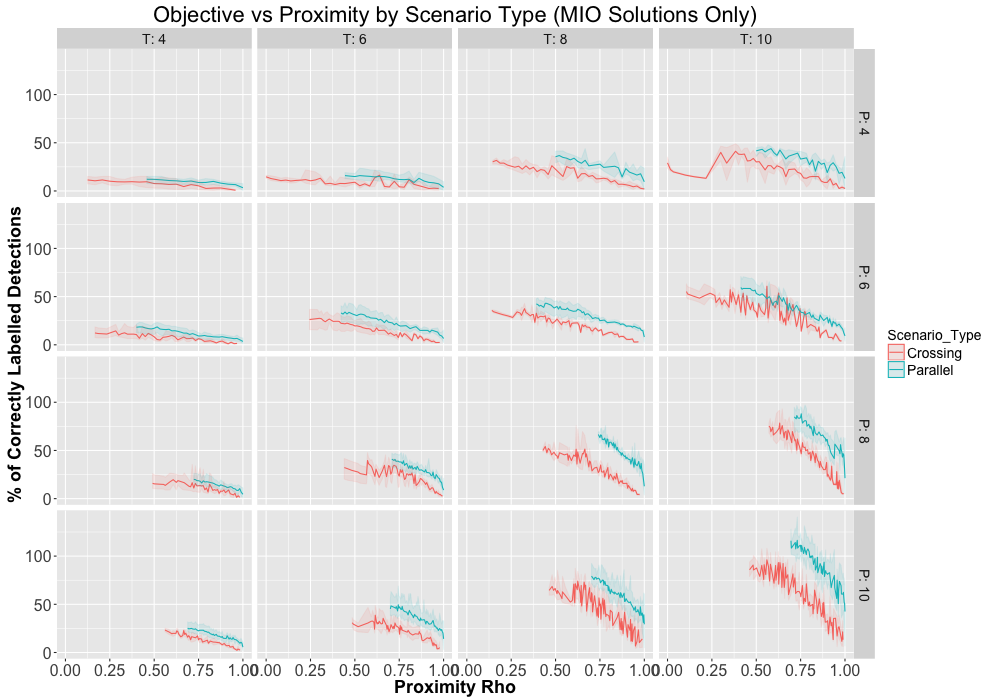 Objective vs Proximity by Scenario Type (MIO Solutions Only)
T: 4 T: 6 T: 8 T: 10
% of Correctly Labelled Detections
100
50
0
P: 4
100
50
0
P: 6
100
50
0
P: 8
100
50
0
P: 10
0.00 0.25 0.50 0.75 1.00 0.00 0.25 0.50 0.75 1.00 0.00 0.25 0.50 0.75 1.00 0.00 0.25 0.50 0.75 1.00
Proximity Rho
Scenario_Type
Crossing
Parallel